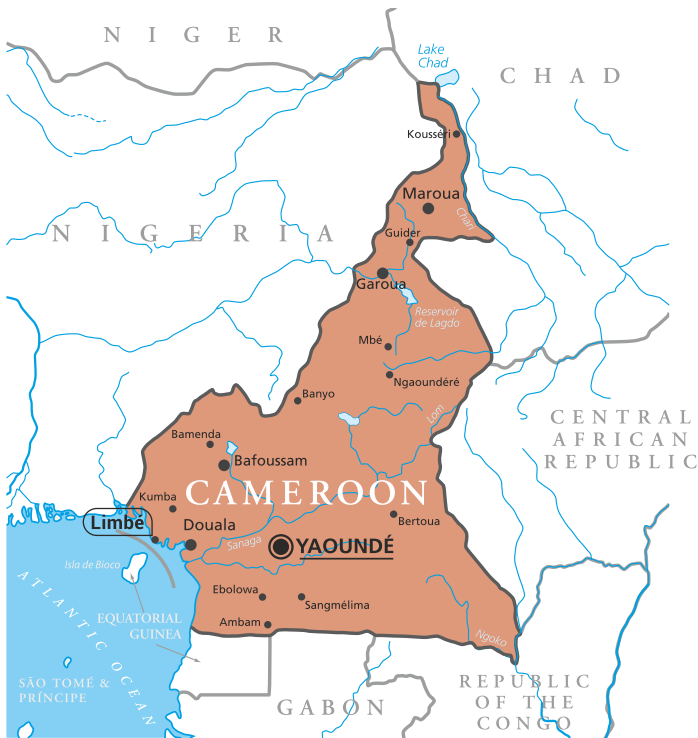 NIGER
Lake
Chad
CHAD
Kousséri
Maroua
Chari
NIGERIA
Guider
Garoua
Reservoir
de Lagdo
Mbé
Ngaoundéré
Banyo
Lom
CENTRAL
AFRICAN
REPUBLIC
Bamenda
Bafoussam
CAMEROON
Kumba
Limbé
Douala
Bertoua
Sanaga
YAOUNDÉ
Isla de Bioco
ATLANTIC OCEAN
Ebolowa
Sangmélima
EQUATORIAL
GUINEA
Ambam
Ngoko
SÃO TOMÉ &
PRÍNCIPE
GABON
REPUBLIC
OF THE
CONGO